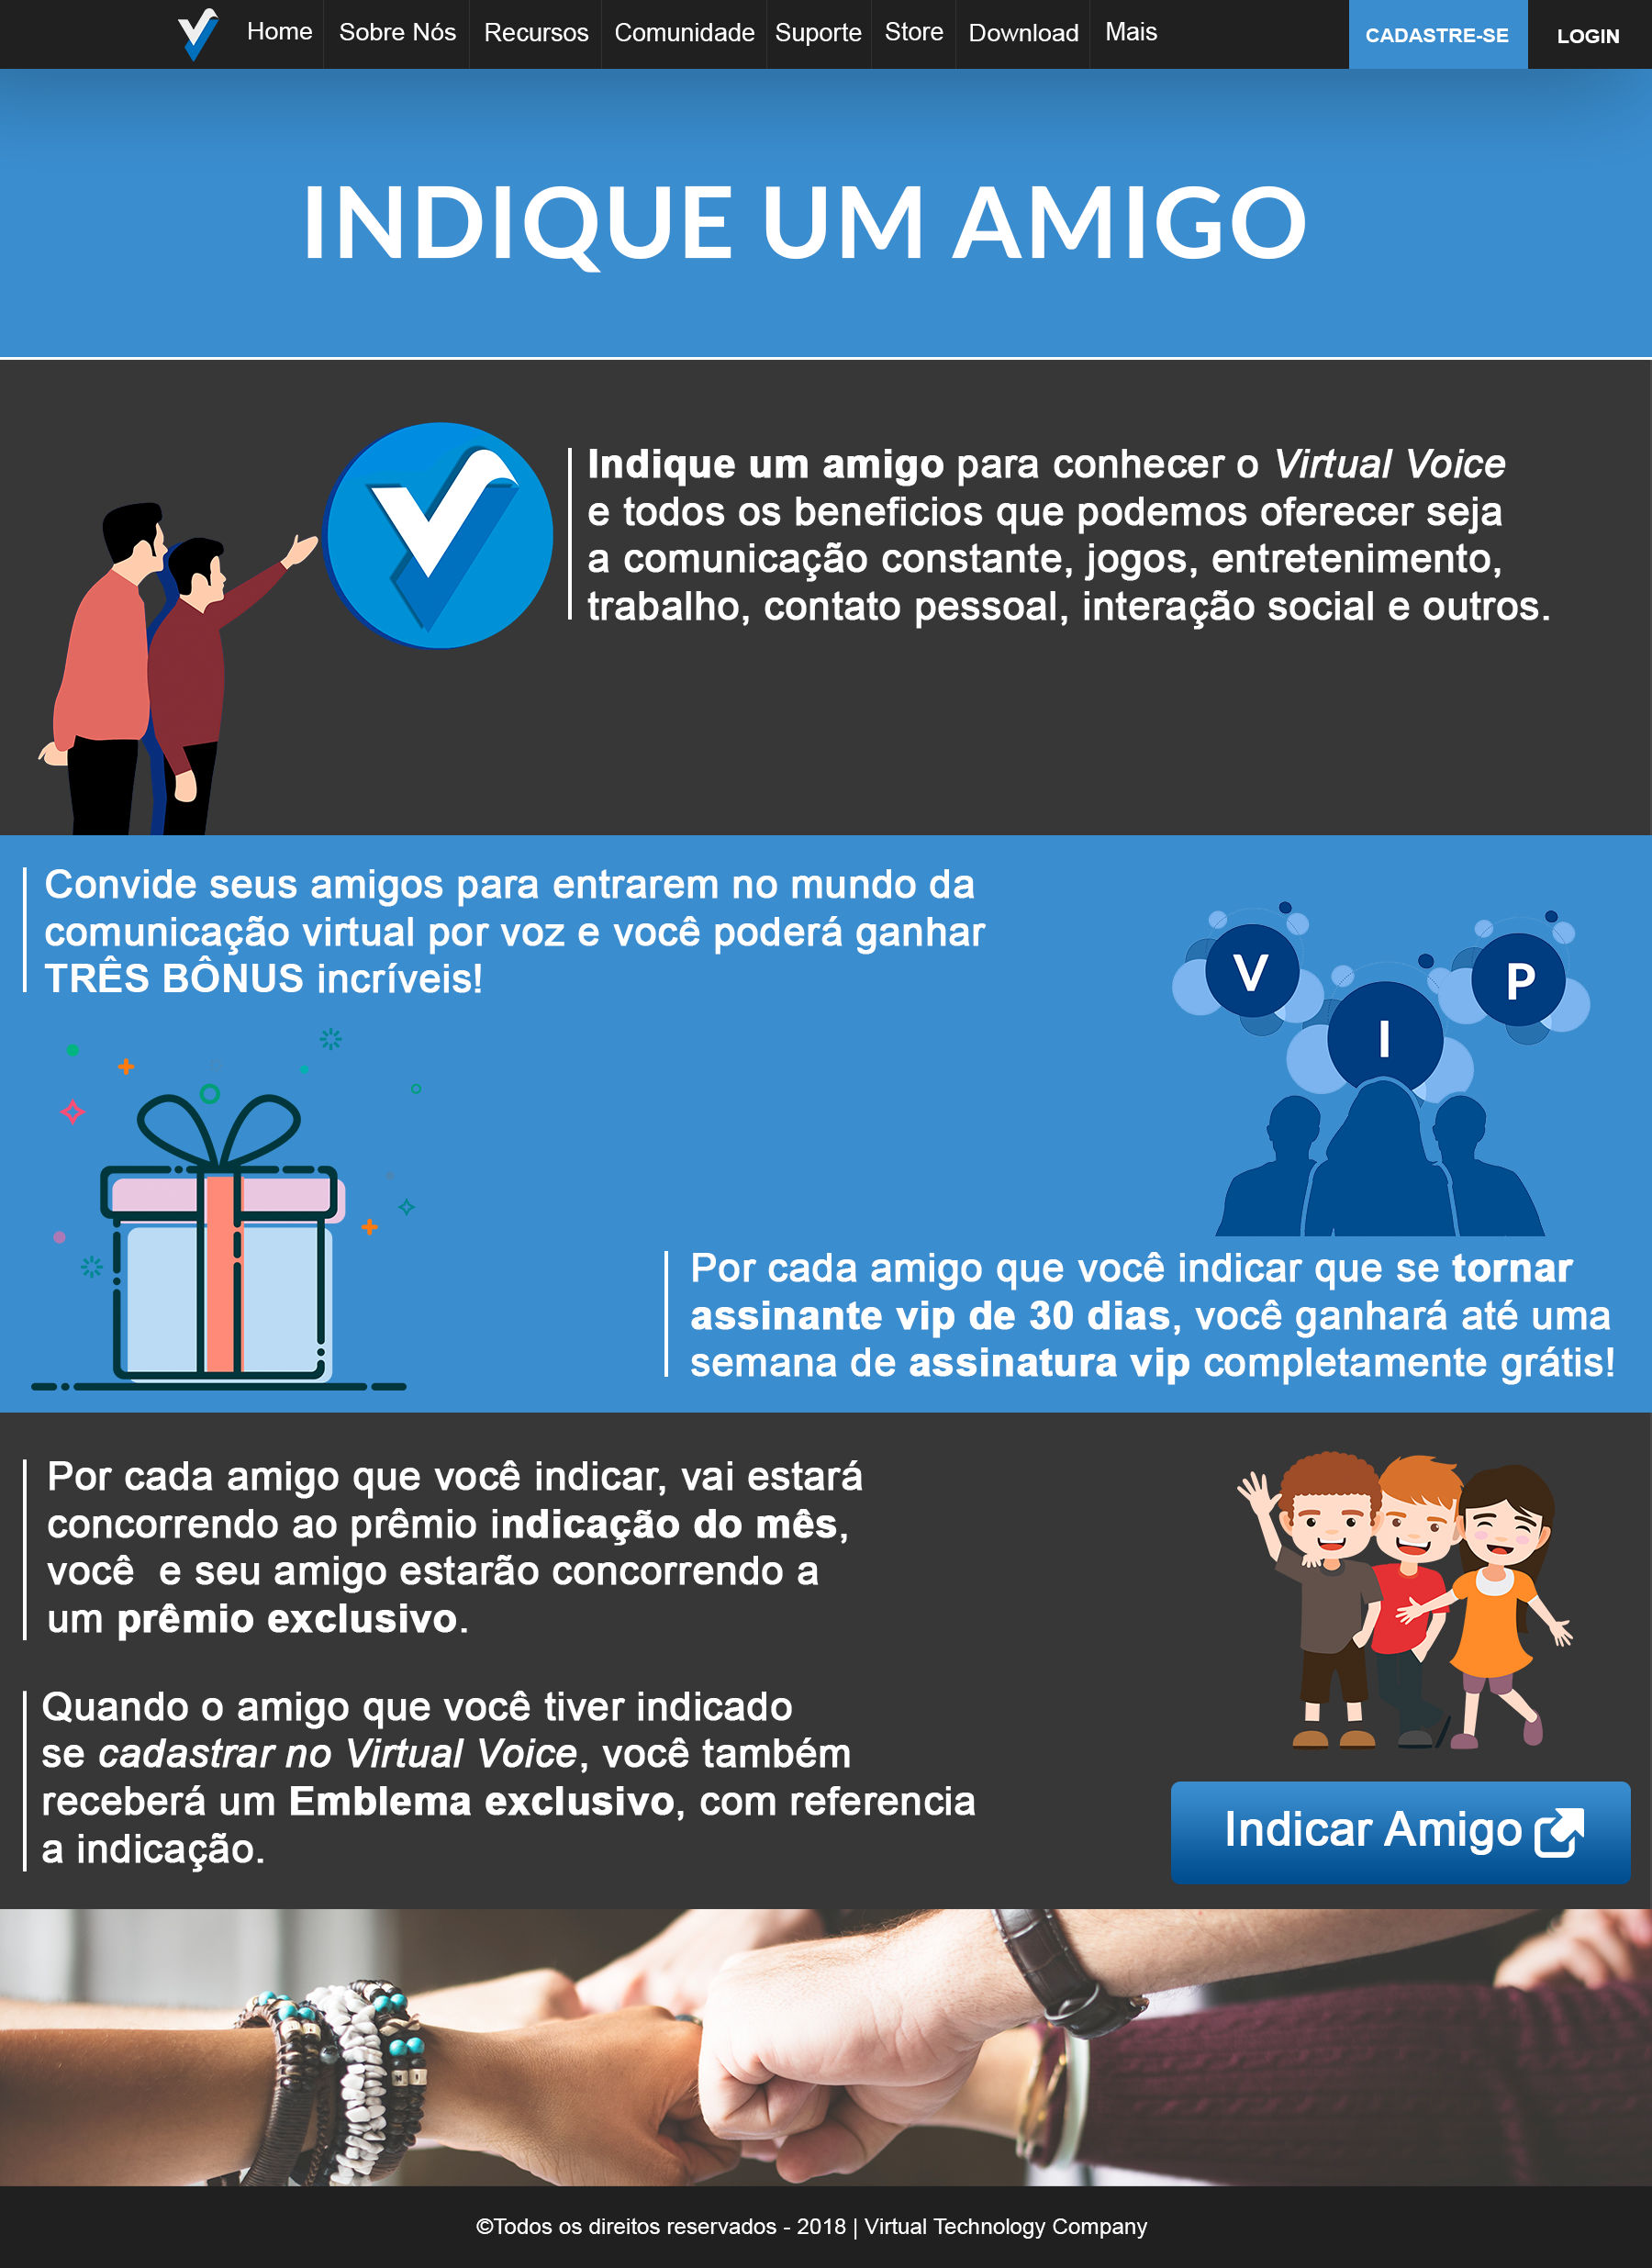 Home Sobre Nós Recursos Comunidade Suporte Store Download Mais CADASTRE-SE LOGIN
INDIQUE UM AMIGO
Indique um amigo para conhecer o Virtual Voice
e todos os beneficios que podemos oferecer seja
a comunicação constante, jogos, entretenimento,
trabalho, contato pessoal, interação social e outros.
Convide seus amigos para entrarem no mundo da
comunicação virtual por voz e você poderá ganhar
TRÊS BÔNUS incríveis!
V I P
Por cada amigo que você indicar que se tornar
assinante vip de 30 dias, você ganhará até uma
semana de assinatura vip completamente grátis!
Por cada amigo que você indicar, vai estará
concorrendo ao prêmio indicação do mês,
você  e seu amigo estarão concorrendo a
um prêmio exclusivo.
Quando o amigo que você tiver indicado
se cadastrar no Virtual Voice, você também
receberá um Emblema exclusivo, com referencia
a indicação.
Indicar Amigo
©Todos os direitos reservados - 2018 | Virtual Technology Company